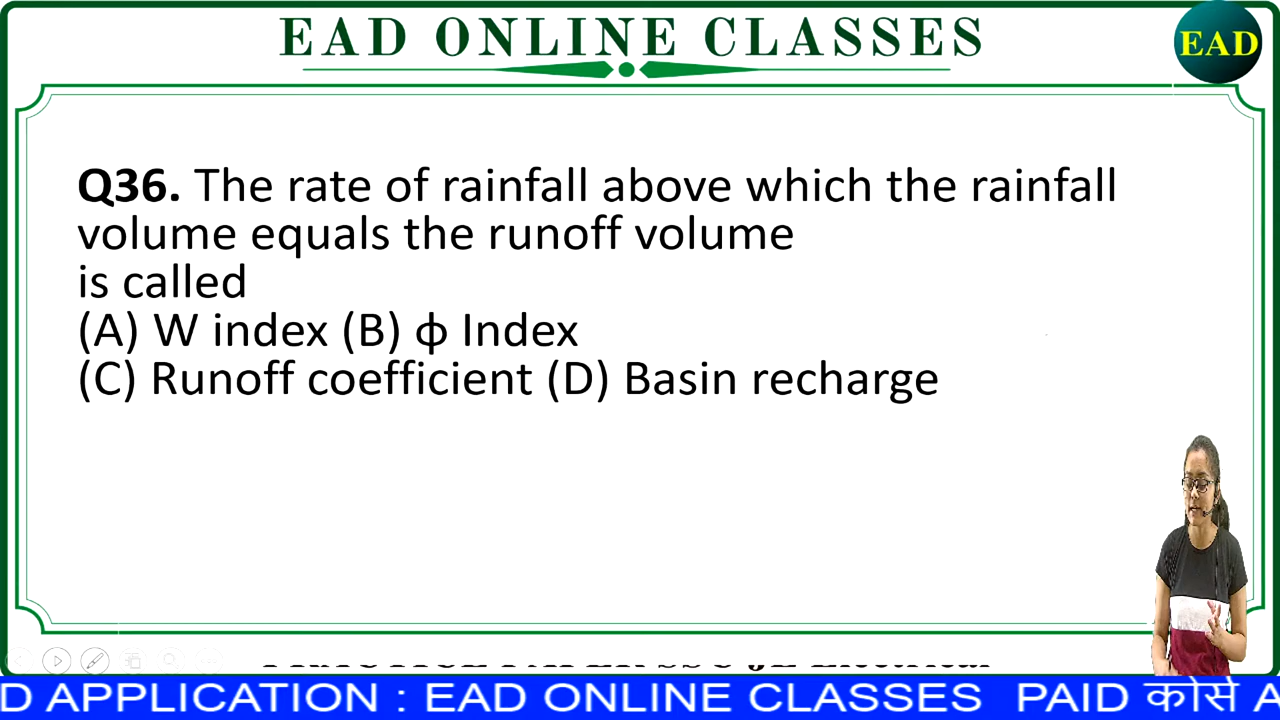 EAD ONLINE CLASSES
EAD
Q36. The rate of rainfall above which the rainfall
volume equals the runoff volume
is called
(A) W index (B) ф Index
(C) Runoff coefficient (D) Basin recharge
D APPLICATION : EAD ONLINE CLASSES PAID कोर्स A